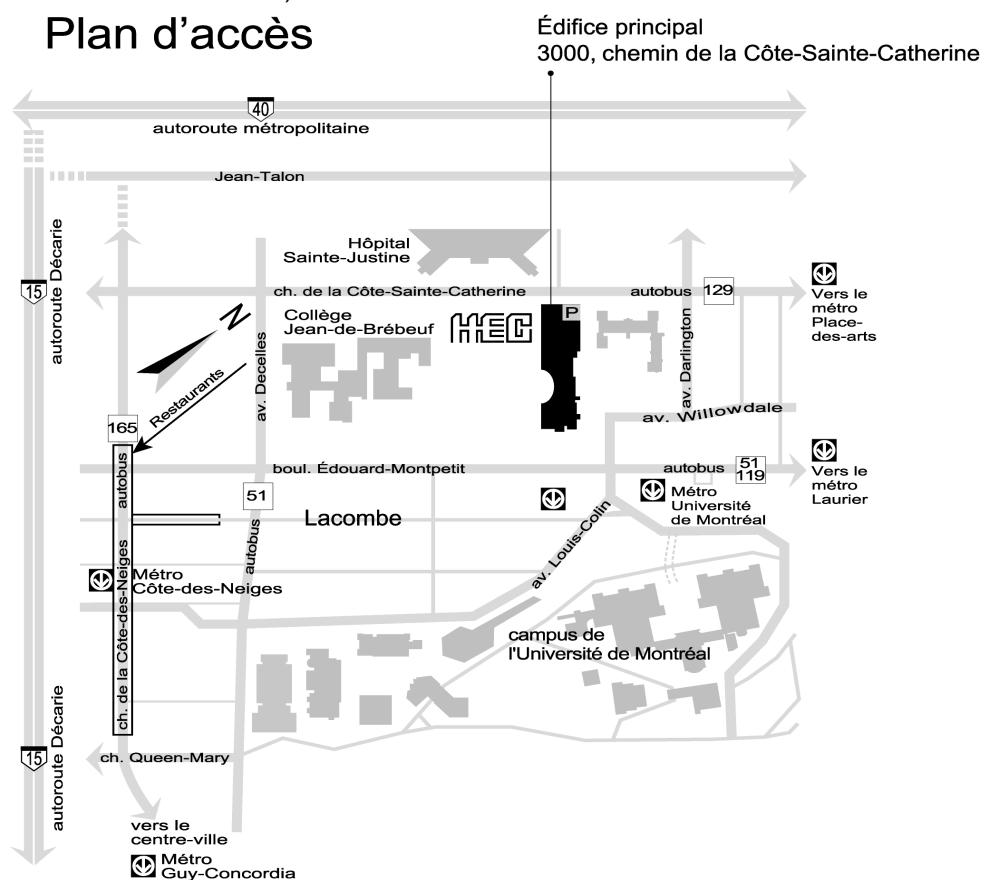 Plan d'accès
Édifice principal
3000, chemin de la Côte-Sainte-Catherine
40
autoroute métropolitaine
Jean-Talon
autoroute Décarie
15
Hôpital
Sainte-Justine
ch. de la Côte-Sainte-Catherine
autobus
129
Vers le
métro
Place-
des-arts
N
Collège
Jean-de-Brébeuf
HEC
P
av. Decelles
av. Darlington
Restaurants
av. Willowdale
165
autobus
boul. Édouard-Montpetit
autobus
51
119
Vers le
métro
Laurier
51
autobus
Lacombe
Métro
Université
de Montréal
av. Louis-Colin
Métro
Côte-des-Neiges
ch. de la Côte-des-Neiges
campus de
l'Université de Montréal
autoroute Décarie
15
ch. Queen-Mary
vers le
centre-ville
Métro
Guy-Concordia